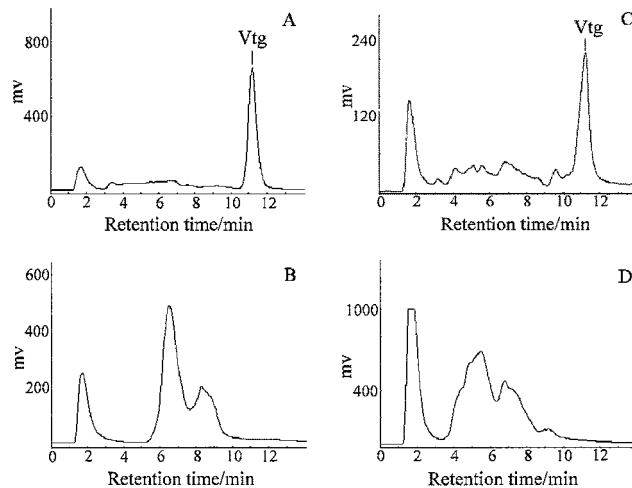 A
Vtg
800
400
mv
0 2 4 6 8 10 12
Retention time/min
C
Vtg
240
120
mv
0 2 4 6 8 10 12
Retention time/min
B
600
400
200
mv
0 2 4 6 8 10 12
Retention time/min
D
1000
400
mv
0 2 4 6 8 10 12
Retention time/min